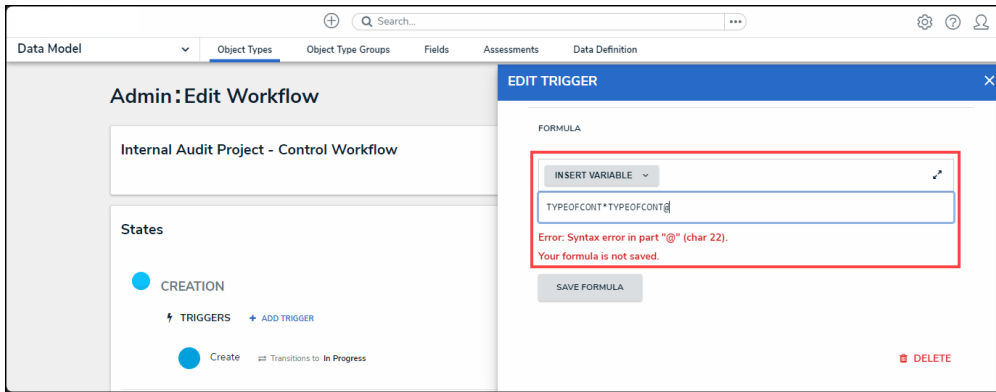 Search...
Data Model
Object Types Object Type Groups Fields Assessments Data Definition
EDIT TRIGGER
Admin:Edit Workflow
FORMULA
Internal Audit Project - Control Workflow
INSERT VARIABLE
TYPEOFCONT*TYPEOFCONT@
Error: Syntax error in part "@" (char 22).
Your formula is not saved.
States
SAVE FORMULA
CREATION
TRIGGERS + ADD TRIGGER
Create Transitions to In Progress
DELETE